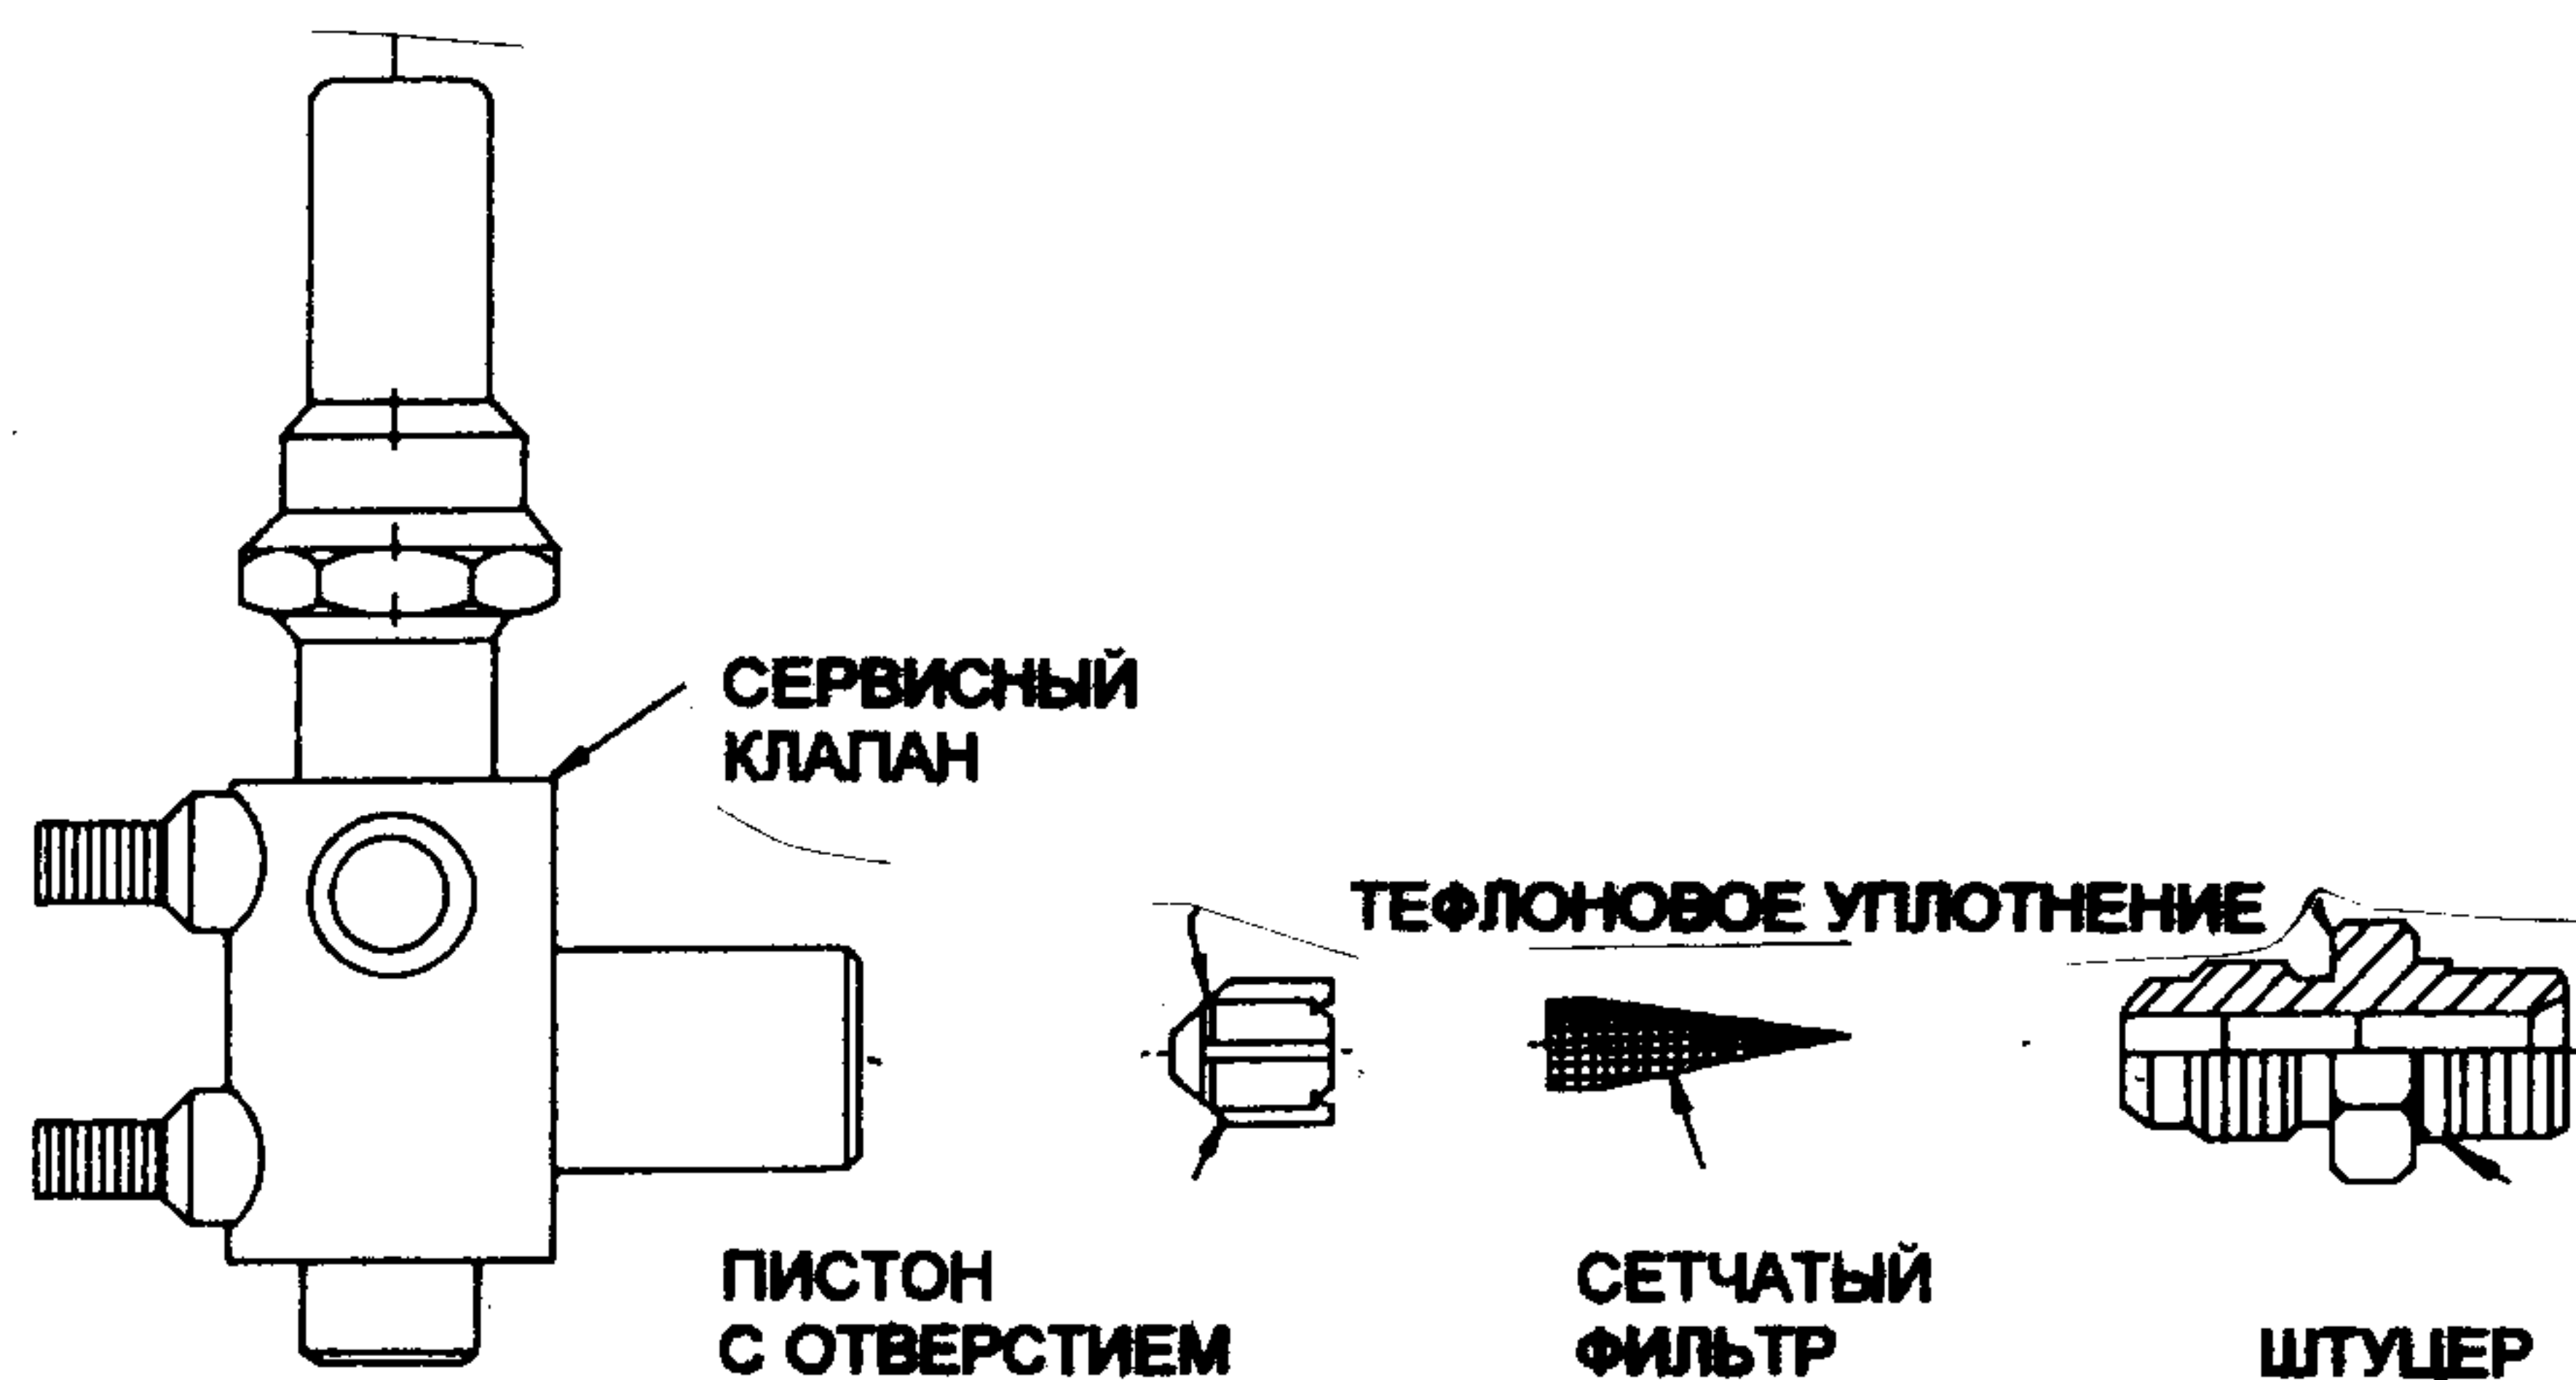 СЕРВИСНЫЙ
КЛАПАН
ТЕФЛОНОВОЕ УПЛОТНЕНИЕ
ПИСТОН
С ОТВЕРСТИЕМ
СЕТЧАТЫЙ
ФИЛЬТР
ШТУЦЕР